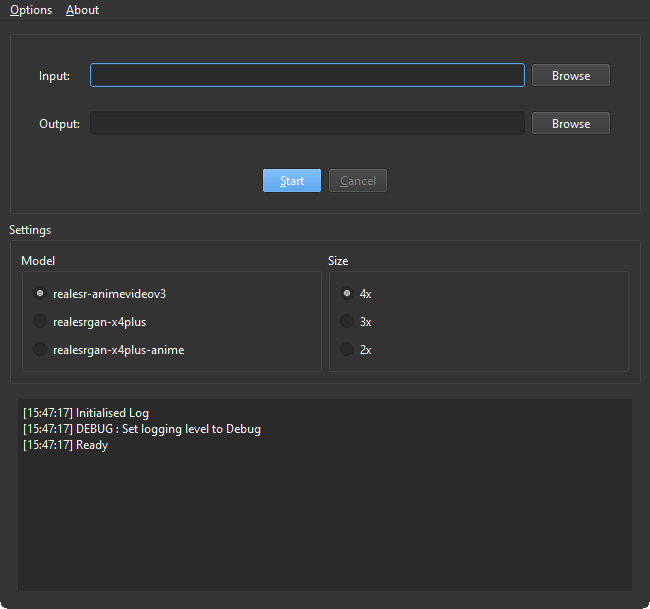 Options About
Input: Browse
Output: Browse
Start Cancel
Settings
Model Size
realesr-animevideov3 4x
realesrgan-x4plus 3x
realesrgan-x4plus-anime 2x
[15:47:17] Initialised Log
[15:47:17] DEBUG : Set logging level to Debug
[15:47:17] Ready